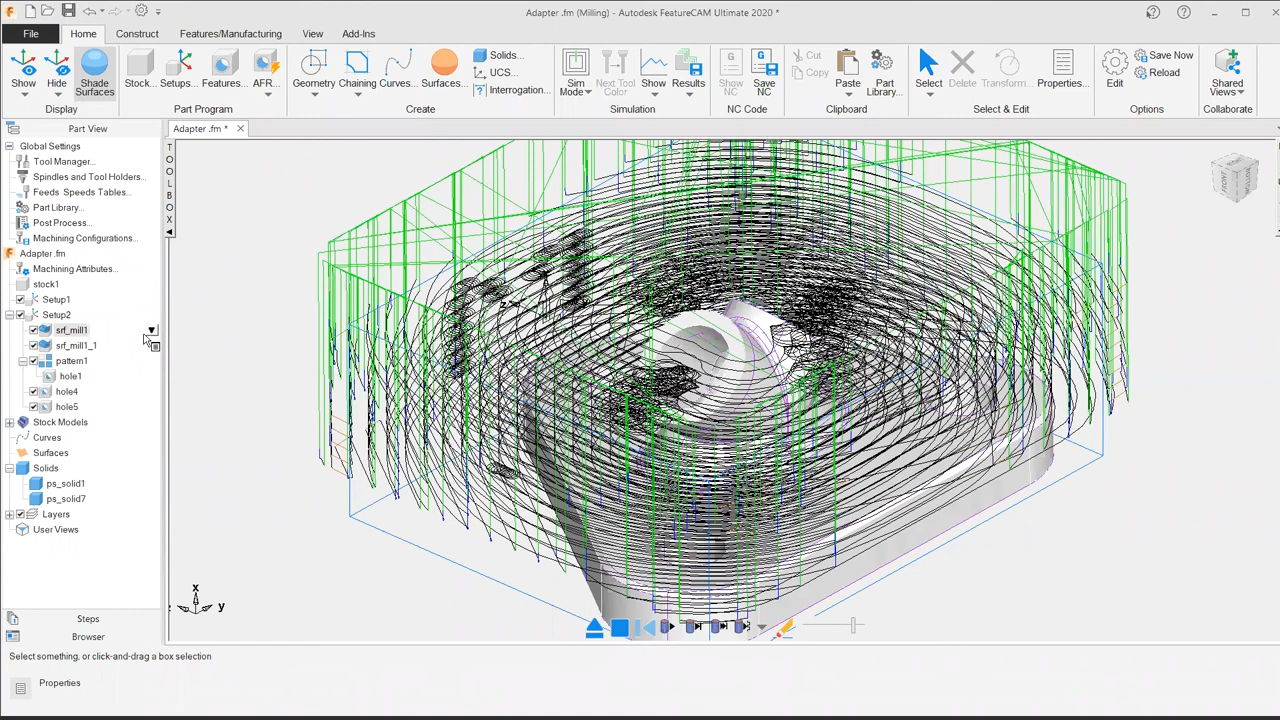 Adapter .fm (Milling) - Autodesk FeatureCAM Ultimate 2020 *
File
Home
Construct
Features/Manufacturing
View
Add-Ins
Show
Hide
Shade Surfaces
Display
Stock...
Setups...
Features...
AFR...
Part Program
Geometry
Chaining
Curves...
Surfaces...
Solids...
UCS...
Interrogation...
Create
Sim Mode
Next Tool Color
Show
Results
Simulation
Show NC
Save NC
NC Code
Cut
Copy
Paste
Part Library...
Clipboard
Select
Delete
Transform...
Properties...
Select & Edit
Edit
Save Now
Reload
Options
Shared Views
Collaborate
Part View
Adapter .fm *
TOOLBOX
Global Settings
Tool Manager...
Spindles and Tool Holders...
Feeds Speeds Tables...
Part Library...
Post Process...
Machining Configurations...
Adapter .fm
Machining Attributes...
stock1
Setup1
Setup2
srf_mill1
srf_mill1_1
pattern1
hole1
hole4
hole5
Stock Models
Curves
Surfaces
Solids
ps_solid1
ps_solid7
Layers
User Views
x
y
Steps
Browser
Select something, or click-and-drag a box selection
Properties